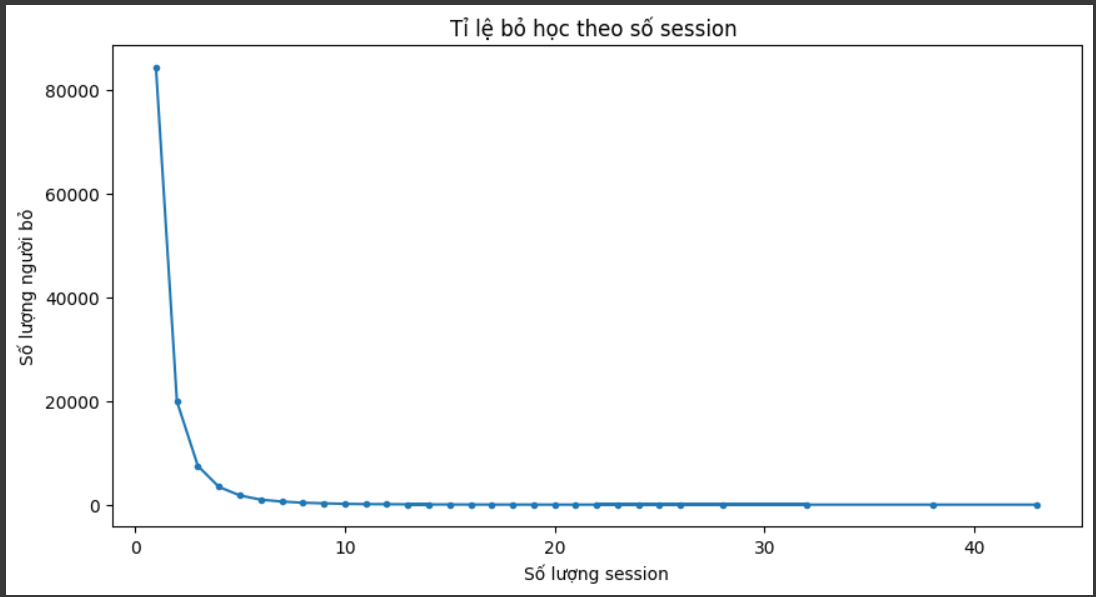 Tỉ lệ bỏ học theo số session
Số lượng người bỏ
80000
60000
40000
20000
0
0 10 20 30 40
Số lượng session